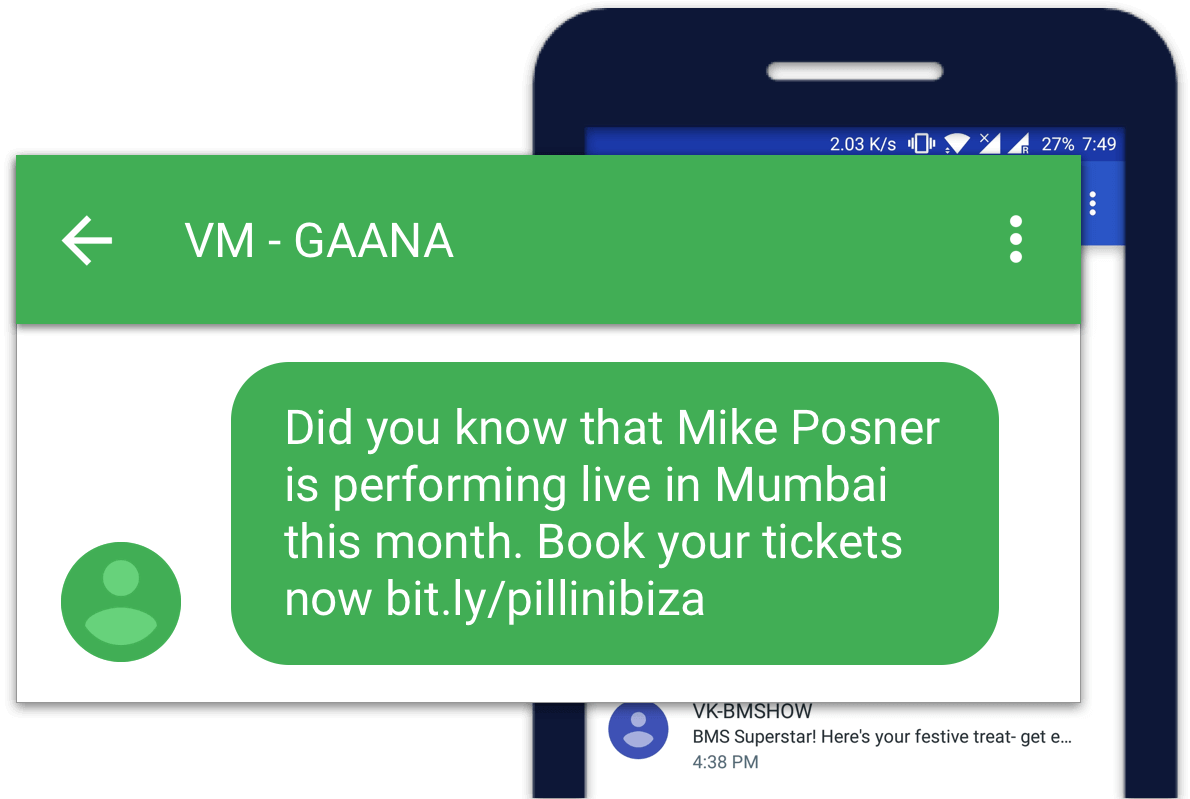 2.03 K/s 27% 7:49
VM - GAANA
Did you know that Mike Posner
is performing live in Mumbai
this month. Book your tickets
now bit.ly/pillinibiza
VK-BMSHOW
BMS Superstar! Here's your festive treat- get e...
4:38 PM